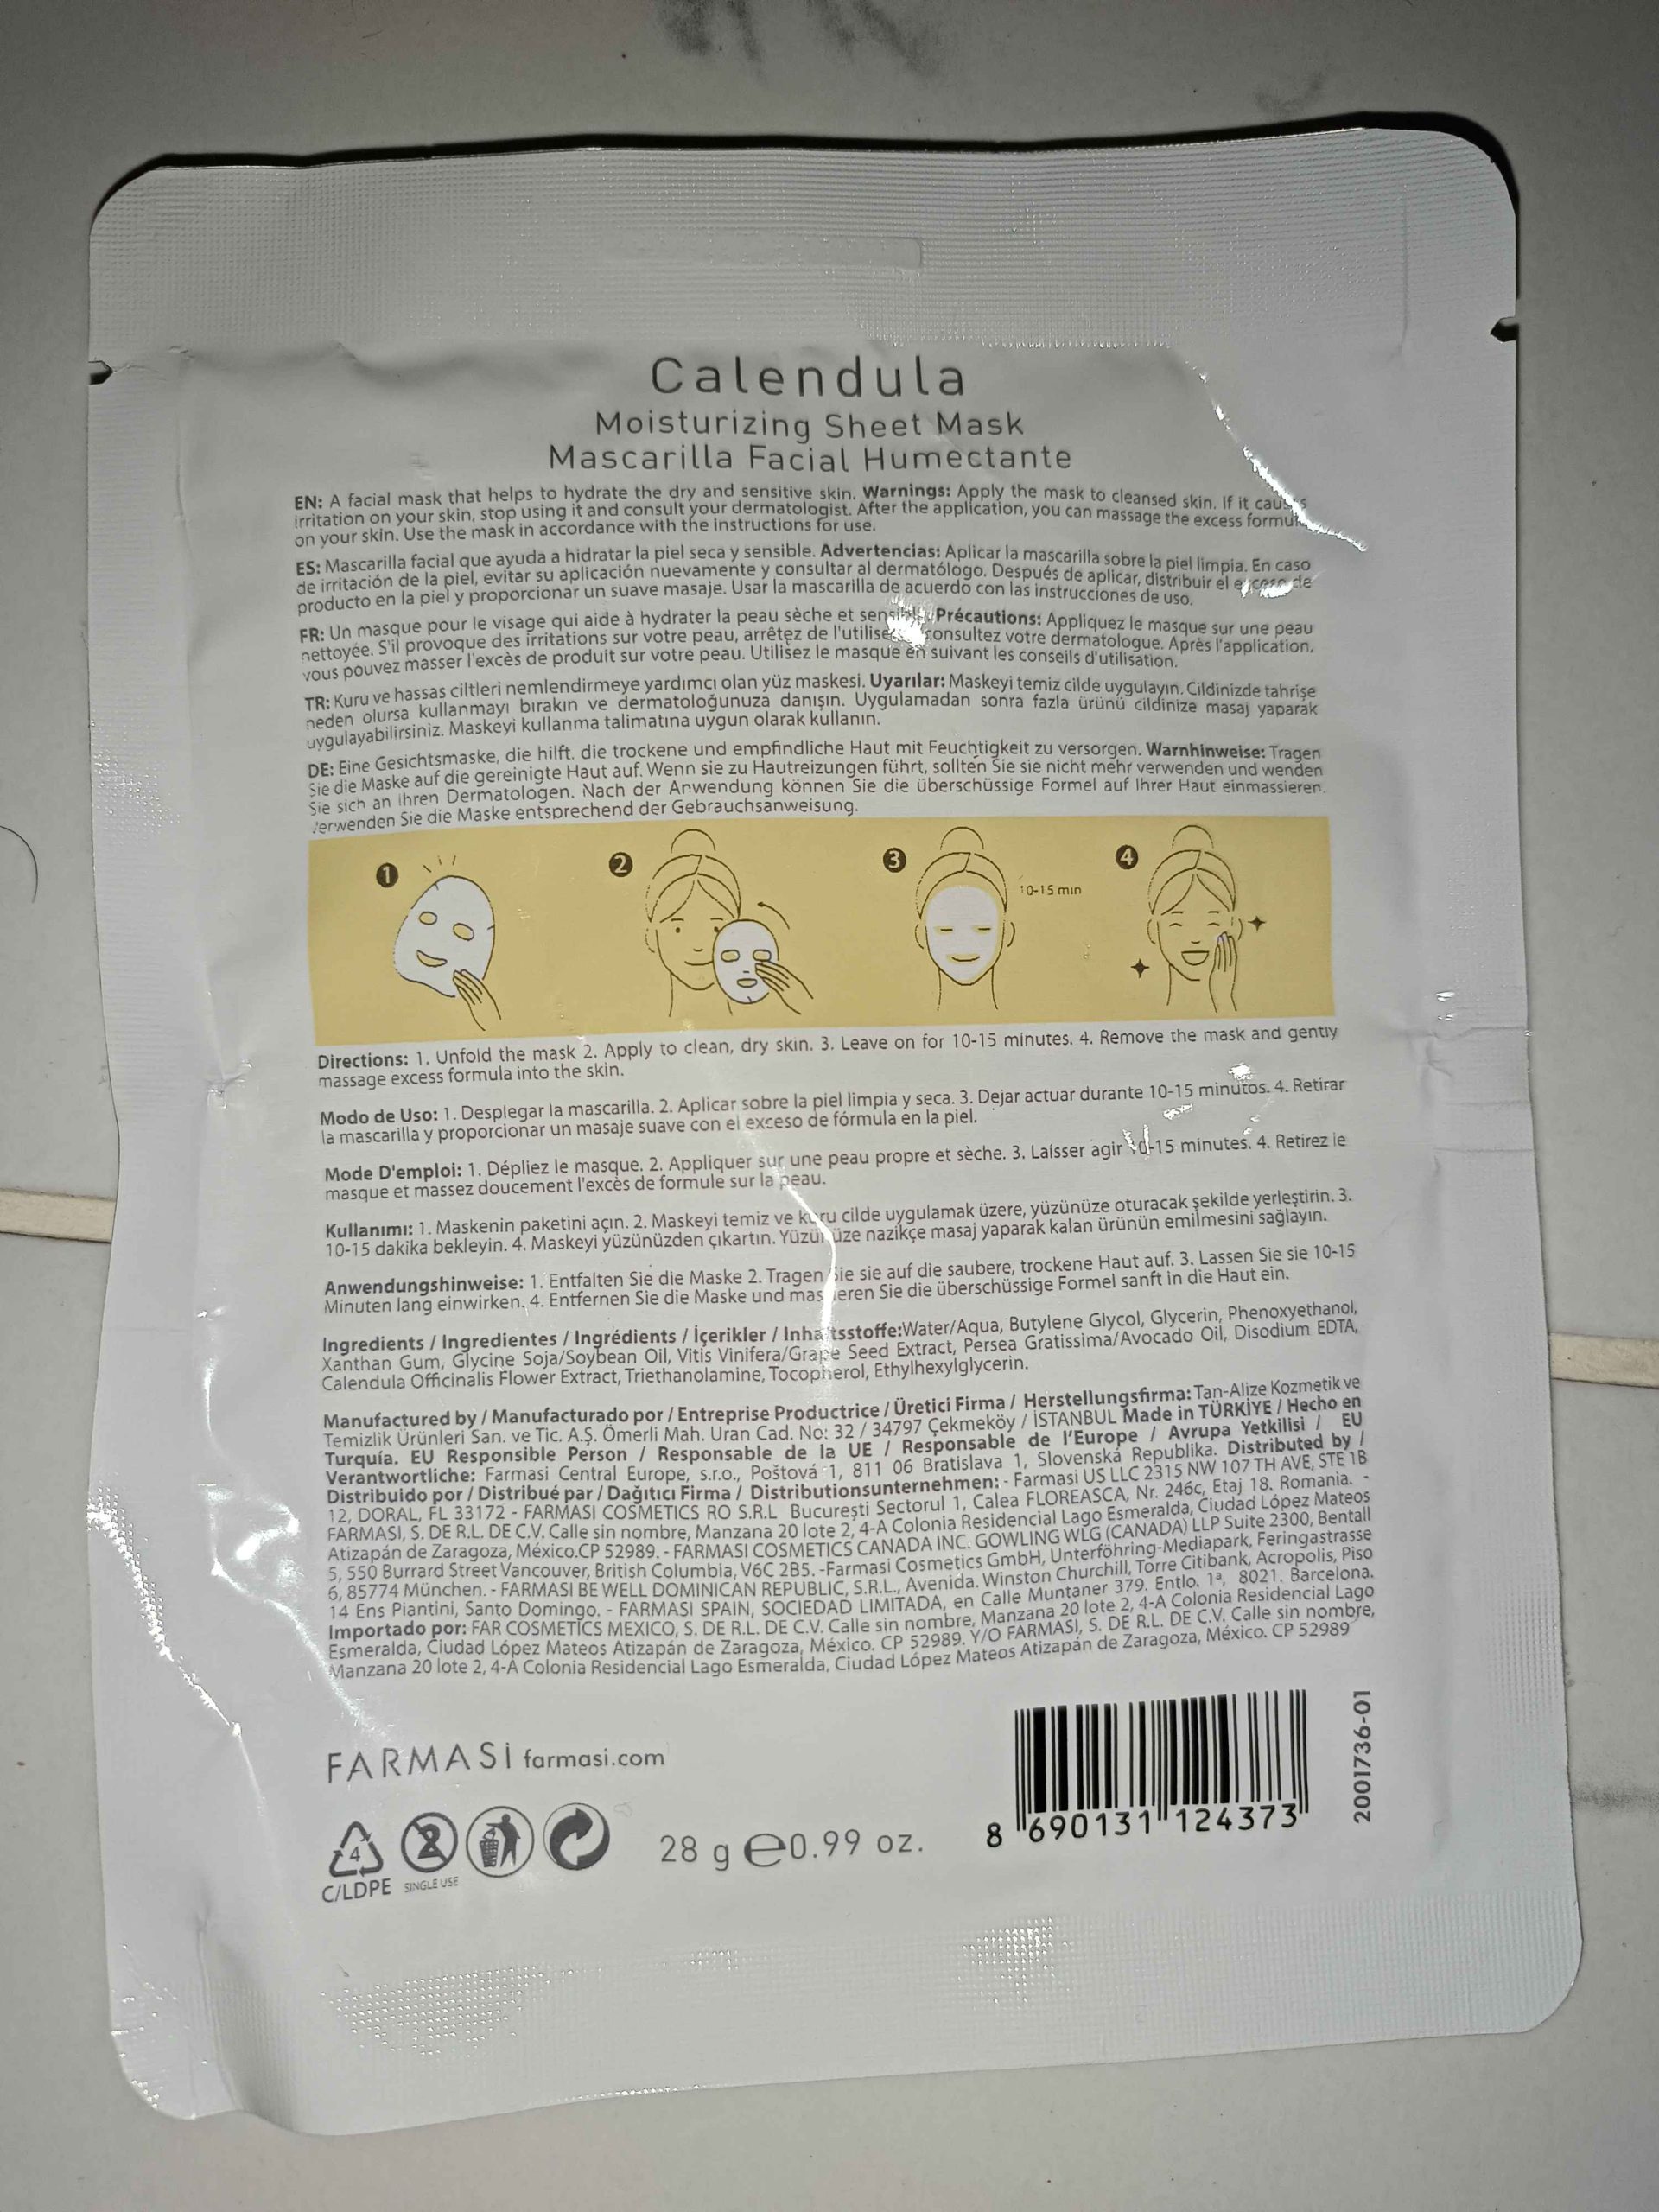 Calendula
Moisturizing Sheet Mask
Mascarilla Facial Humectante
EN: A facial mask that helps to hydrate the dry and sensitive skin. Warnings: Apply the mask to cleansed skin. If it
irritation on your skin, stop using it and consult your dermatologist. After the application, you can massage the excess
on your skin. Use the mask in accordance with the instructions for use.
ES: Mascarilla facial que ayuda a hidratar la piel seca y sensible. Advertencias: Aplicar la mascarilla sobre la piel limpia. En caso
de irritación de la piel, evitar su aplicación nuevamente y consultar al dermatólogo. Después de aplicar, distribuir el exceso de
producto en la piel y proporcionar un suave masaje. Usar la mascarilla de acuerdo con las instrucciones de uso.
FR: Un masque pour le visage qui aide à hydrater la peau sèche et Précautions: Appliquez le masque sur une peau
nettoyée. S'il provoque des irritations sur votre peau, arrêtez de consultez votre dermatologue. Après l'application,
vous pouvez masser l'excès de produit sur votre peau. Utilisez le masque en suivant les conseils d'utilisation.
TR: Kuru ve hassas ciltleri nemlendirmeye yardımcı olan yüz maskesi. Uyarılar: Maskeyi temiz cilde uygulayın. Cildinizde tahrişe
neden olursa kullanmayı bırakın ve dermatoloğunuza danışın. Uygulamadan sonra fazla ürünü cildinize masaj yaparak
uygulayabilirsiniz. Maskeyi kullanma talimatına uygun olarak kullanın.
DE: Eine Gesichtsmaske, die hilft. die trockene und empfindliche Haut mit Feuchtigkeit zu versorgen. Warnhinweise: Tragen
Sie die Maske auf die gereinigte Haut auf. Wenn sie zu Hautreizungen führt, sollten Sie sie nicht mehr verwenden und wenden
Sie sich an Ihren Dermatologen. Nach der Anwendung können Sie die überschüssige Formel auf Ihrer Haut einmassieren.
Verwenden Sie die Maske entsprechend der Gebrauchsanweisung.
1 2 3 10-15 min 4
Directions: 1. Unfold the mask 2. Apply to clean, dry skin. 3. Leave on for 10-15 minutes. 4. Remove the mask and gently
massage excess formula into the skin.
Modo de Uso: 1. Desplegar la mascarilla. 2. Aplicar sobre la piel limpia y seca. 3. Dejar actuar durante 10-15 minutos. 4. Retirar
la mascarilla y proporcionar un masaje suave con el exceso de fórmula en la piel.
Mode D'emploi: 1. Dépliez le masque. 2. Appliquer sur une peau propre et sèche. 3. Laisser agir 10-15 minutes. 4. Retirez le
masque et massez doucement l'excès de formule sur la peau.
Kullanımı: 1. Maskenin paketini açın. 2. Maskeyi temiz ve kuru cilde uygulamak üzere, yüzünüze oturacak şekilde yerleştirin. 3.
10-15 dakika bekleyin. 4. Maskeyi yüzünüzden çıkartın. Yüzünüze nazikçe masaj yaparak kalan ürünün emilmesini sağlayın.
Anwendungshinweise: 1. Entfalten Sie die Maske 2. Tragen Sie sie auf die saubere, trockene Haut auf. 3. Lassen Sie sie 10-15
Minuten lang einwirken. 4. Entfernen Sie die Maske und massieren Sie die überschüssige Formel sanft in die Haut ein.
Ingredients / Ingredientes / Ingrédients / İçerikler / Inhaltsstoffe:Water/Aqua, Butylene Glycol, Glycerin, Phenoxyethanol,
Xanthan Gum, Glycine Soja/Soybean Oil, Vitis Vinifera/Grape Seed Extract, Persea Gratissima/Avocado Oil, Disodium EDTA,
Calendula Officinalis Flower Extract, Triethanolamine, Tocopherol, Ethylhexylglycerin.
Manufactured by / Manufacturado por / Entreprise Productrice / Üretici Firma / Herstellungsfirma: Tan-Alize Kozmetik ve
Temizlik Ürünleri San. ve Tic. A.Ş. Ömerli Mah. Uran Cad. No: 32 / 34797 Çekmeköy / İSTANBUL Made in TÜRKİYE / Hecho en
Turquía. EU Responsible Person / Responsable de la UE / Responsable de l'Europe / Avrupa Yetkilisi / EU
Verantwortliche: Farmasi Central Europe, s.r.o., Poštová 1, 811 06 Bratislava 1, Slovenská Republika. Distributed by /
Distribuido por / Distribué par / Dağıtıcı Firma / Distributionsunternehmen: - Farmasi US LLC 2315 NW 107 TH AVE, STE 1B
12, DORAL, FL 33172 - FARMASI COSMETICS RO S.R.L Bucureşti Sectorul 1, Calea FLOREASCA, Nr. 246c, Etaj 18. Romania. -
FARMASI, S. DE R.L. DE C.V. Calle sin nombre, Manzana 20 lote 2, 4-A Colonia Residencial Lago Esmeralda, Ciudad López Mateos
Atizapán de Zaragoza, México.CP 52989. - FARMASI COSMETICS CANADA INC. GOWLING WLG (CANADA) LLP Suite 2300, Bentall
5, 550 Burrard Street Vancouver, British Columbia, V6C 2B5. -Farmasi Cosmetics GmbH, Unterföhring-Mediapark, Feringastrasse
6, 85774 München. - FARMASI BE WELL DOMINICAN REPUBLIC, S.R.L., Avenida. Winston Churchill, Torre Citibank, Acropolis, Piso
14 Ens Piantini, Santo Domingo. - FARMASI SPAIN, SOCIEDAD LIMITADA, en Calle Muntaner 379. Entlo. 1ª, 8021. Barcelona.
Importado por: FAR COSMETICS MEXICO, S. DE R.L. DE C.V. Calle sin nombre, Manzana 20 lote 2, 4-A Colonia Residencial Lago
Esmeralda, Ciudad López Mateos Atizapán de Zaragoza, México. CP 52989. Y/O FARMASI, S. DE R.L. DE C.V. Calle sin nombre,
Manzana 20 lote 2, 4-A Colonia Residencial Lago Esmeralda, Ciudad López Mateos Atizapán de Zaragoza, México. CP 52989
FARMASİ farmasi.com
4
C/LDPE
2
SINGLE USE
28 g ℮0.99 oz.
8 690131 124373
2001736-01